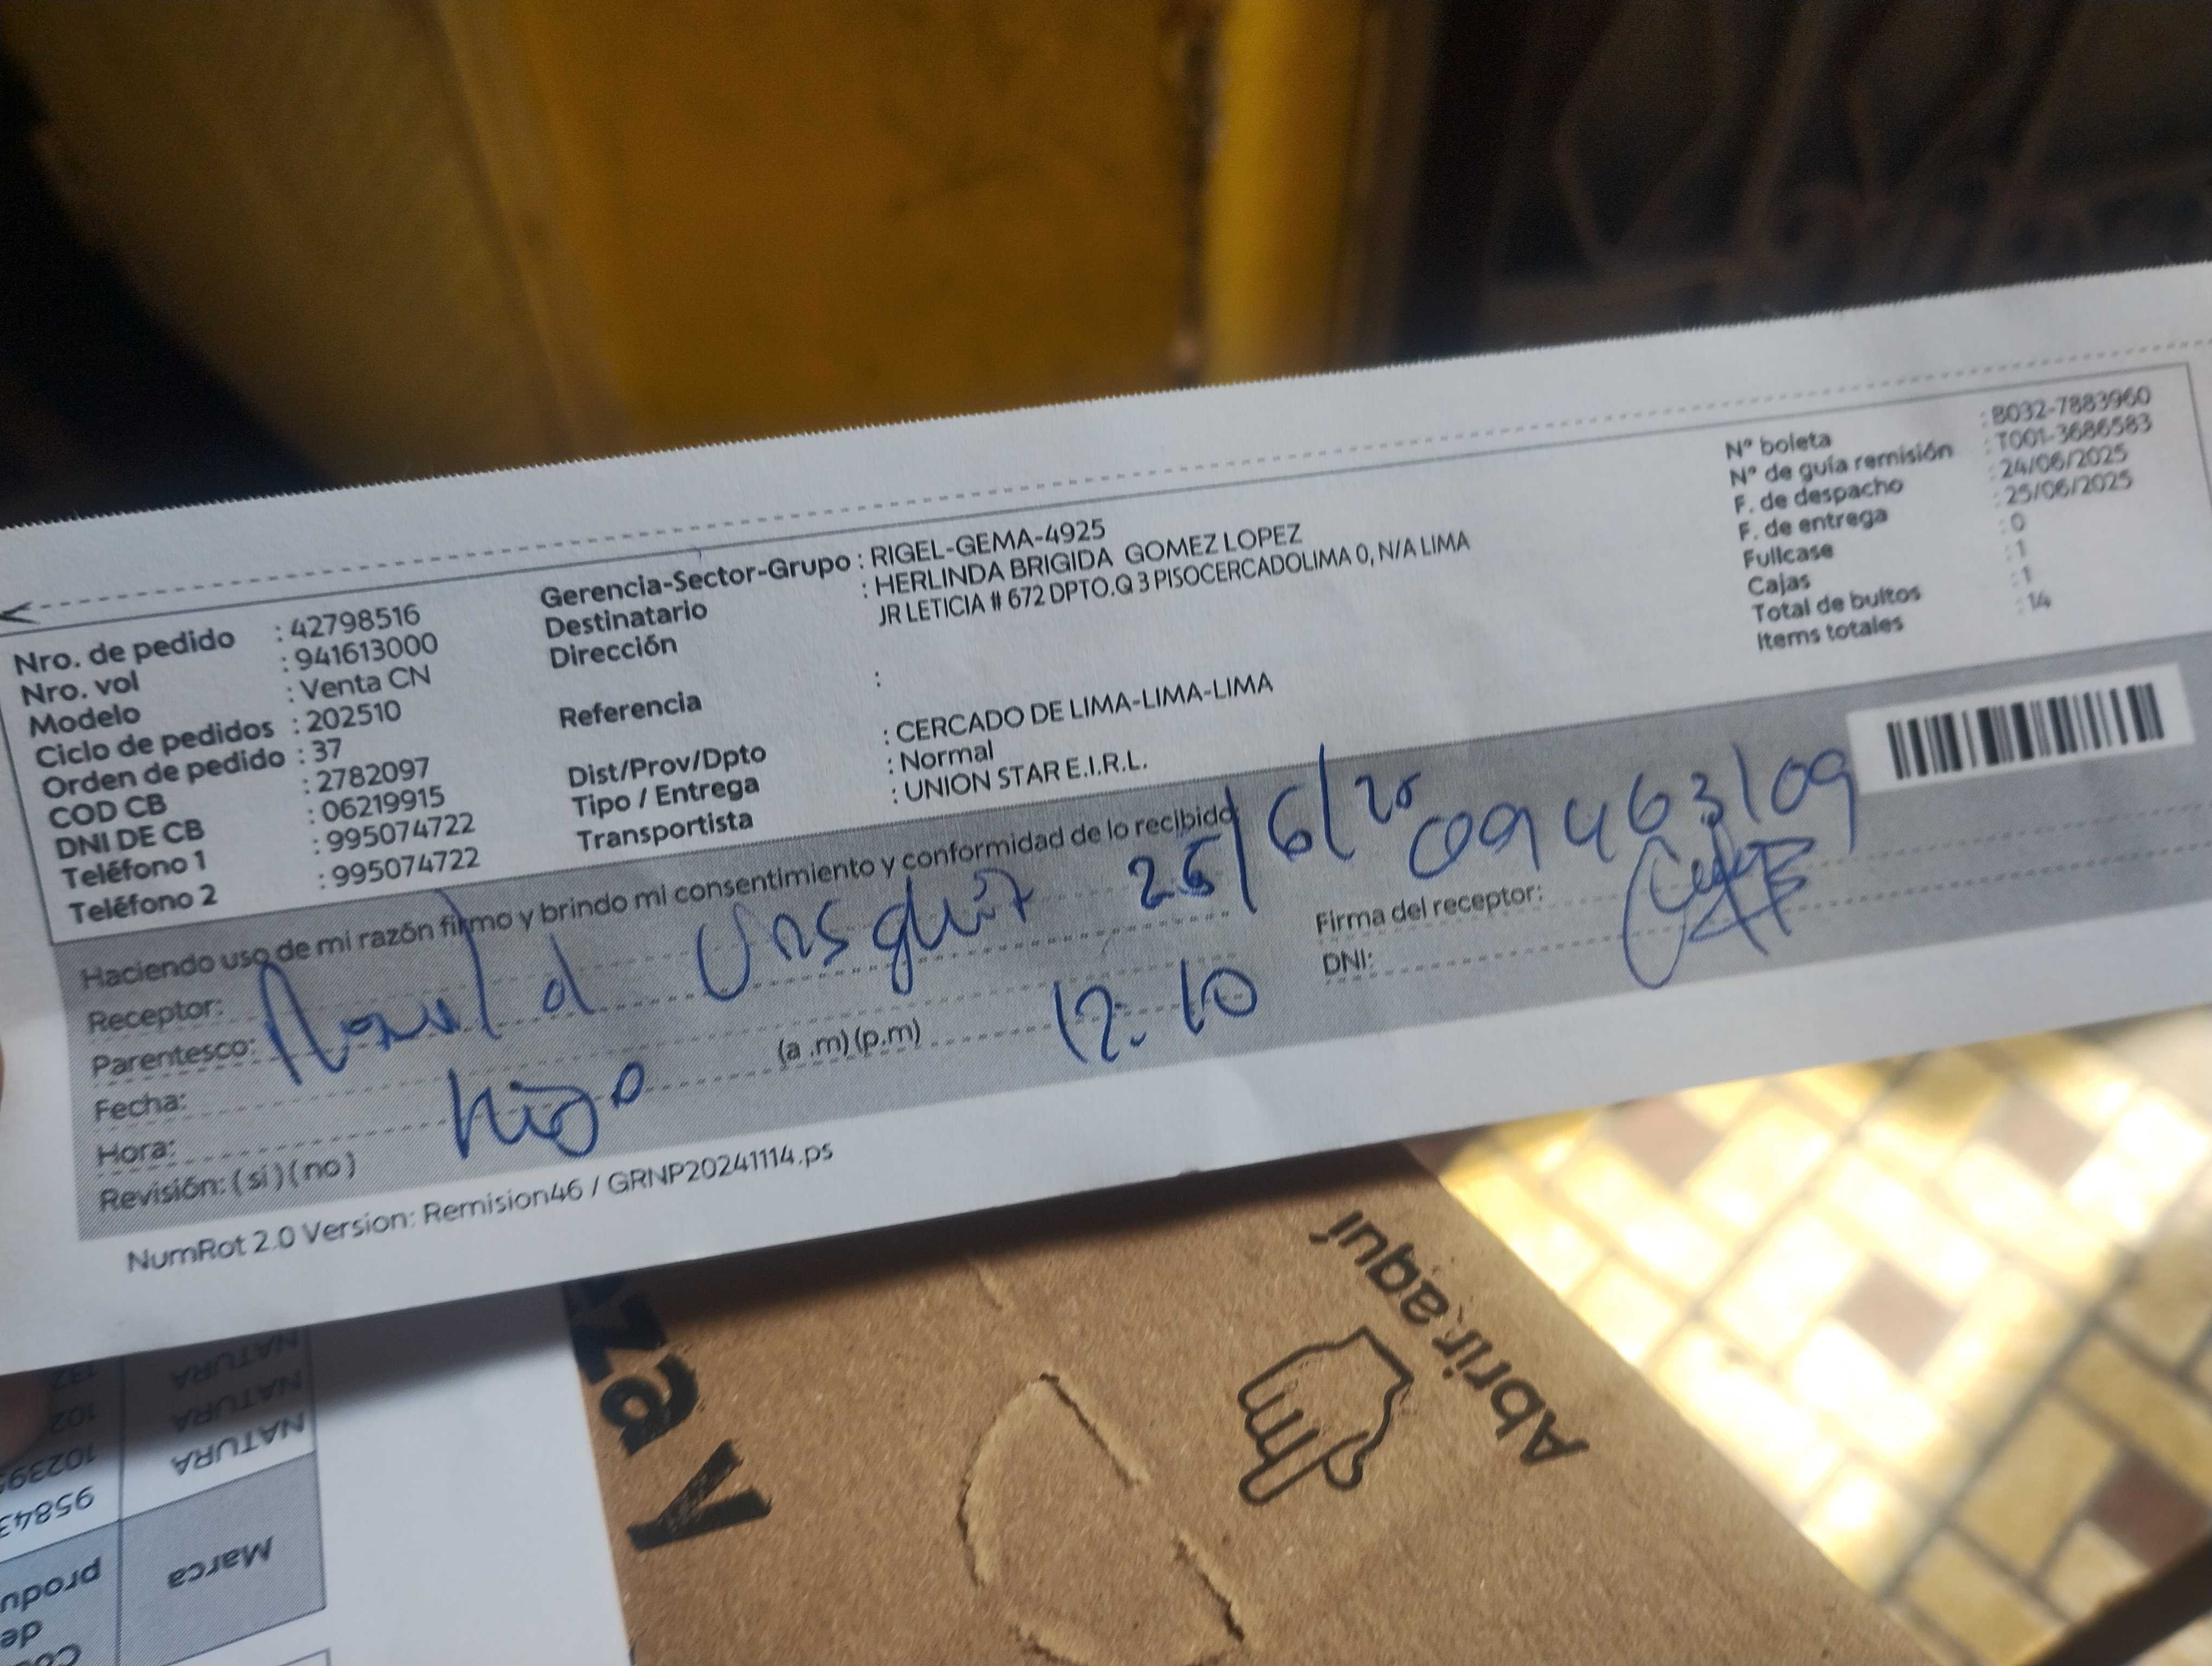 Nro. de pedido : 42798516
Nro. vol : 941613000
Modelo : Venta CN
Ciclo de pedidos : 202510
Orden de pedido : 37
COD CB : 2782097
DNI DE CB : 06219915
Teléfono 1 : 995074722
Teléfono 2 : 995074722
Gerencia-Sector-Grupo : RIGEL-GEMA-4925
Destinatario : HERLINDA BRIGIDA GOMEZ LOPEZ
Dirección JR LETICIA # 672 DPTO.Q 3 PISOCERCADOLIMA 0, N/A LIMA
Referencia :
Dist/Prov/Dpto : CERCADO DE LIMA-LIMA-LIMA
Tipo / Entrega : Normal
Transportista : UNION STAR E.I.R.L.
N° boleta : B032-7883960
N° de guía remisión : T001-3686583
F. de despacho : 24/06/2025
F. de entrega : 25/06/2025
Fullcase : 0
Cajas : 1
Total de bultos : 1
Items totales : 14
Haciendo uso de mi razón firmo y brindo mi consentimiento y conformidad de lo recibido
Receptor:
Parentesco:
Fecha:
Hora: (a .m) (p.m)
Revisión: ( si ) ( no )
25/6/25
Hijo
12:10
Firma del receptor:
DNI:
NumRot 2.0 Version: Remision46 / GRNP20241114.ps
Abrir aquí
Marca
NATURA
NATURA
NATURA
102
132